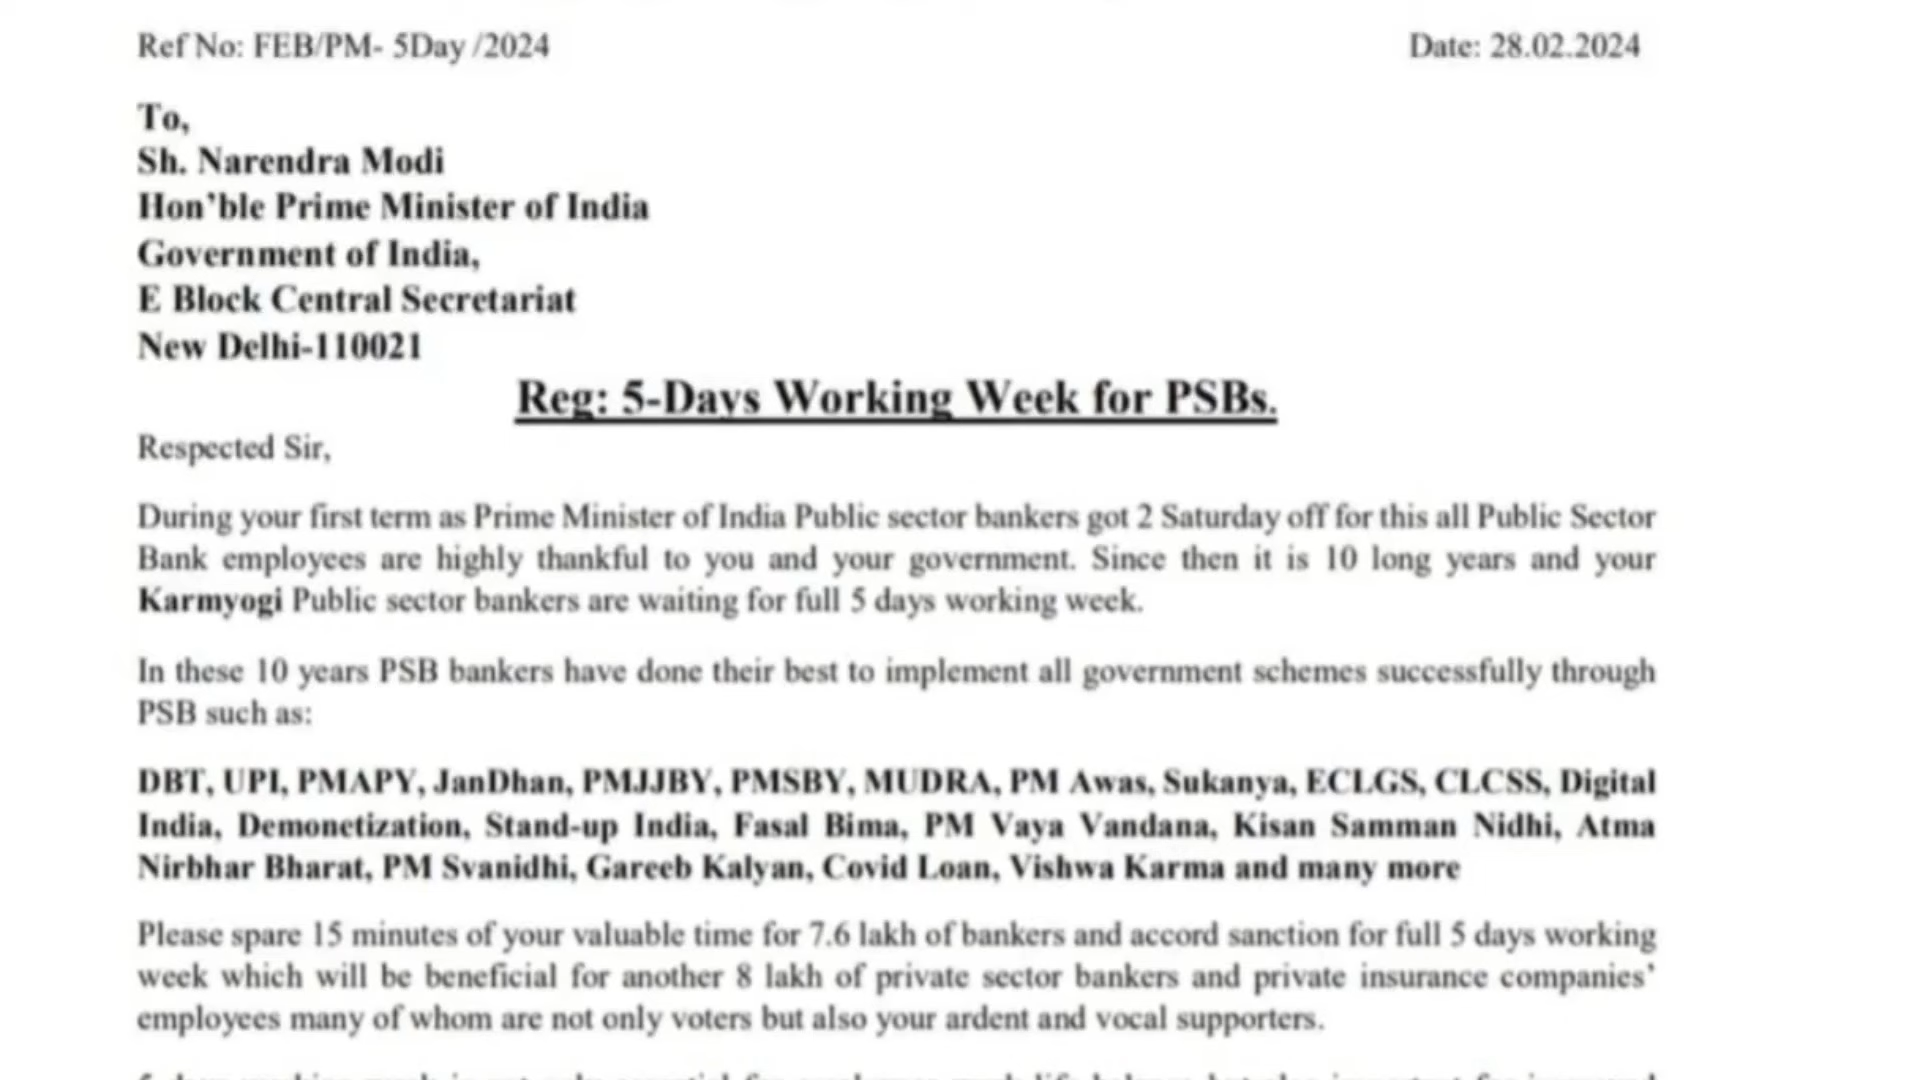 Ref No: FEB/PM- 5Day /2024
Date: 28.02.2024
To,
Sh. Narendra Modi
Hon'ble Prime Minister of India
Government of India,
E Block Central Secretariat
New Delhi-110021
Reg: 5-Days Working Week for PSBs.
Respected Sir,
During your first term as Prime Minister of India Public sector bankers got 2 Saturday off for this all Public Sector
Bank employees are highly thankful to you and your government. Since then it is 10 long years and your
Karmyogi Public sector bankers are waiting for full 5 days working week.
In these 10 years PSB bankers have done their best to implement all government schemes successfully through
PSB such as:
DBT, UPI, PMAPY, JanDhan, PMJJBY, PMSBY, MUDRA, PM Awas, Sukanya, ECLGS, CLCSS, Digital
India, Demonetization, Stand-up India, Fasal Bima, PM Vaya Vandana, Kisan Samman Nidhi, Atma
Nirbhar Bharat, PM Svanidhi, Gareeb Kalyan, Covid Loan, Vishwa Karma and many more
Please spare 15 minutes of your valuable time for 7.6 lakh of bankers and accord sanction for full 5 days working
week which will be beneficial for another 8 lakh of private sector bankers and private insurance companies'
employees many of whom are not only voters but also your ardent and vocal supporters.